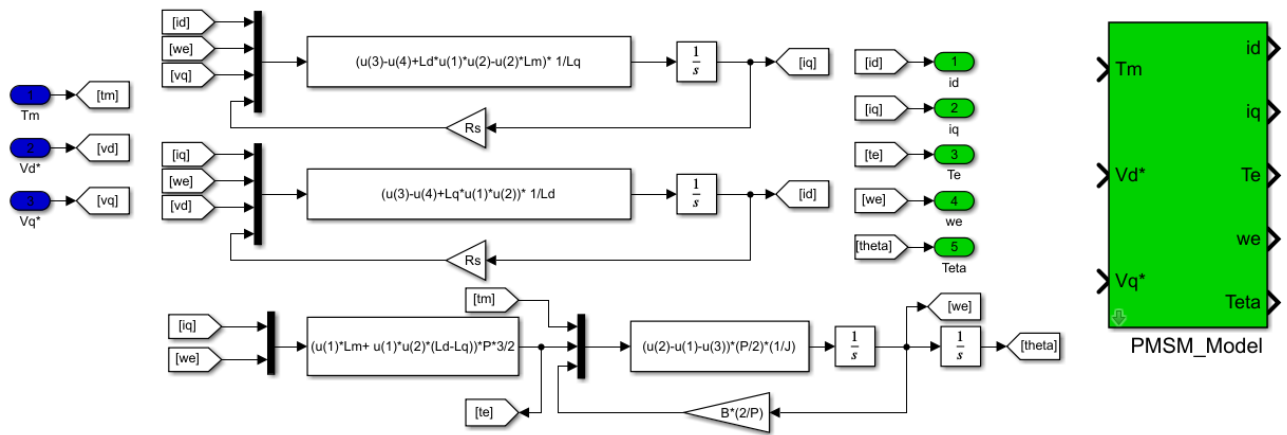 [id]
[we]
[vq]
(u(3)-u(4)+Ld*u(1)*u(2)-u(2)*Lm)* 1/Lq
1
s
[iq]
Rs
1
Tm
[tm]
2
Vd*
[vd]
3
Vq*
[vq]
[iq]
[we]
[vd]
(u(3)-u(4)+Lq*u(1)*u(2))* 1/Ld
1
s
[id]
Rs
[id]
1
id
[iq]
2
iq
[te]
3
Te
[we]
4
we
[theta]
5
Teta
[iq]
[we]
(u(1)*Lm+ u(1)*u(2)*(Ld-Lq))*P*3/2
[te]
[tm]
(u(2)-u(1)-u(3))*(P/2)*(1/J)
1
s
[we]
1
s
[theta]
B*(2/P)
Tm
Vd*
Vq*
id
iq
Te
we
Teta
PMSM_Model